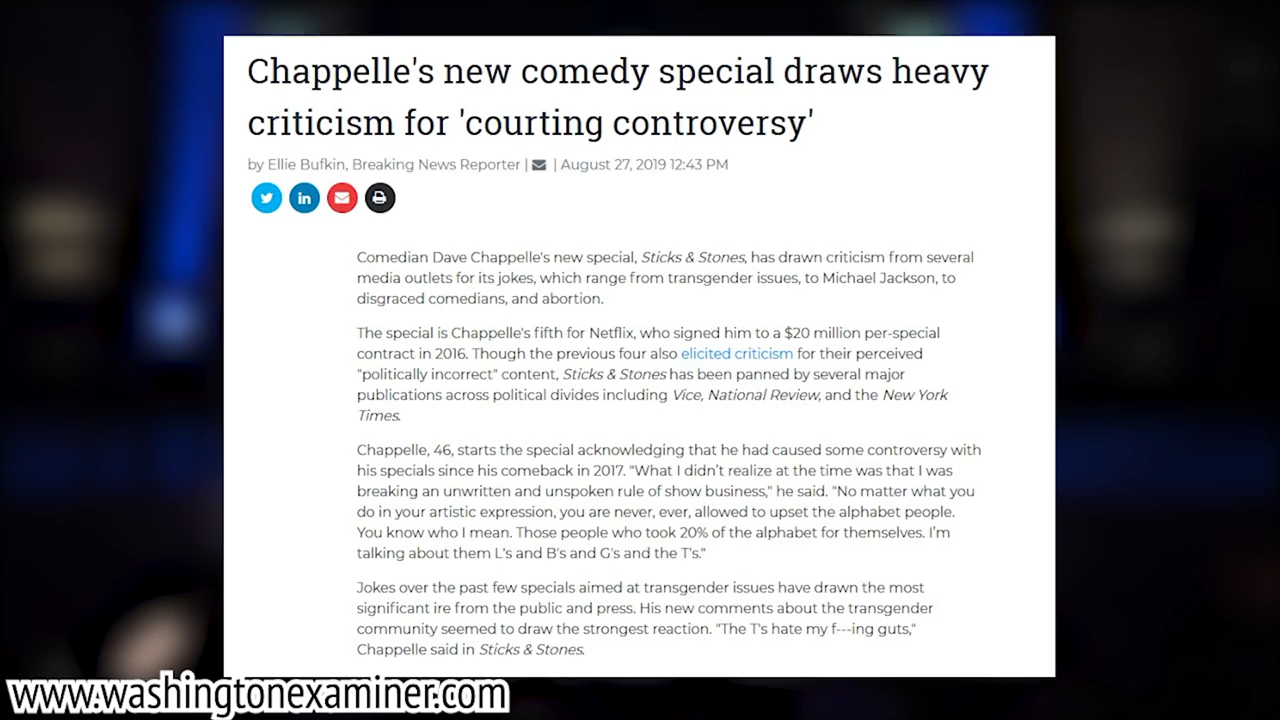 Chappelle's new comedy special draws heavy
criticism for 'courting controversy'
by Ellie Bufkin, Breaking News Reporter | | August 27, 2019 12:43 PM
in
Comedian Dave Chappelle's new special, Sticks & Stones, has drawn criticism from several
media outlets for its jokes, which range from transgender issues, to Michael Jackson, to
disgraced comedians, and abortion.
The special is Chappelle's fifth for Netflix, who signed him to a $20 million per-special
contract in 2016. Though the previous four also elicited criticism for their perceived
"politically incorrect" content, Sticks & Stones has been panned by several major
publications across political divides including Vice, National Review, and the New York
Times.
Chappelle, 46, starts the special acknowledging that he had caused some controversy with
his specials since his comeback in 2017. "What I didn't realize at the time was that I was
breaking an unwritten and unspoken rule of show business," he said. "No matter what you
do in your artistic expression, you are never, ever, allowed to upset the alphabet people.
You know who I mean. Those people who took 20% of the alphabet for themselves. I'm
talking about them L's and B's and G's and the T's."
Jokes over the past few specials aimed at transgender issues have drawn the most
significant ire from the public and press. His new comments about the transgender
community seemed to draw the strongest reaction. "The T's hate my f---ing guts,"
Chappelle said in Sticks & Stones.
www.washingtonexaminer.com